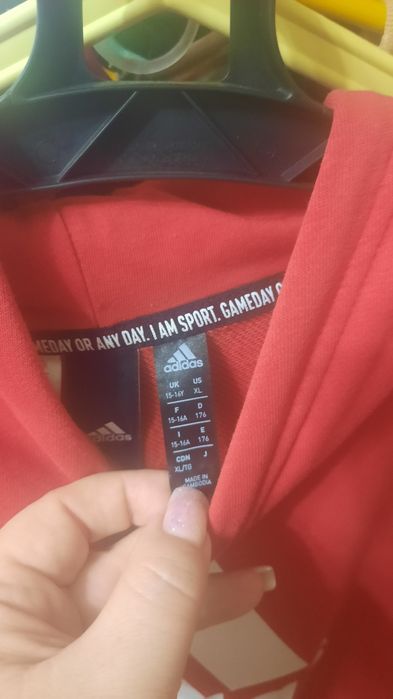 MEDAY OR ANY DAY. I AM SPORT. GAMEDAY O
adidas
UK US
15-16Y XL
F D
15-16A 176
I E
15-16A 176
CDN J
XL/TG
MADE IN
CAMBODIA
adidas